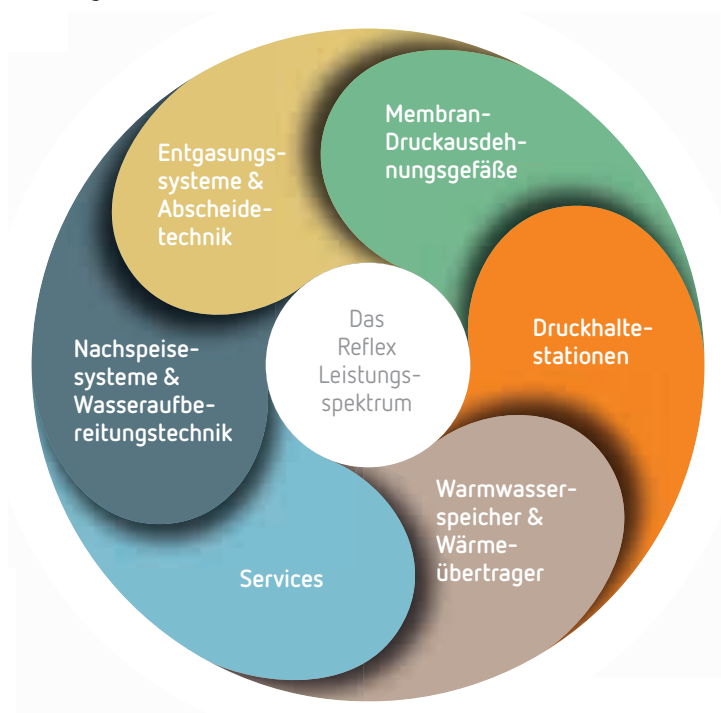 Membran-
Druckausdeh-
nungsgefäße
Entgasungs-
systeme &
Abscheide-
technik
Das
Reflex
Leistungs-
spektrum
Druckhalte-
stationen
Nachspeise-
systeme &
Wasseraufbe-
reitungstechnik
Warmwasser-
speicher &
Wärme-
übertrager
Services